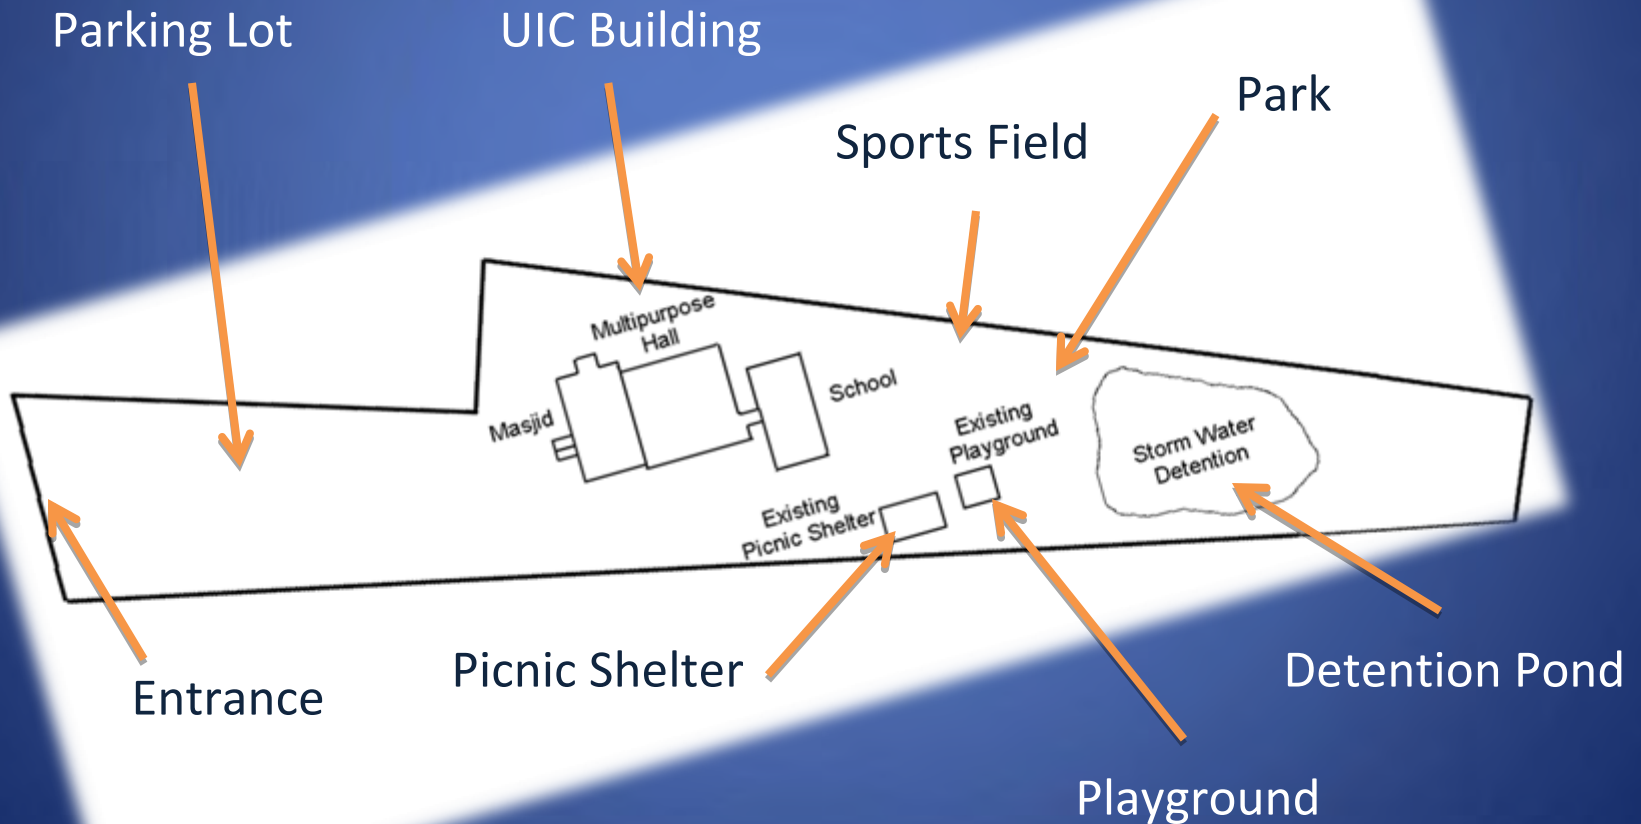 Parking Lot
UIC Building
Park
Sports Field
Multipurpose
Hall
School
Masjid
Existing
Playground
Storm Water
Detention
Existing
Picnic Shelter
Picnic Shelter
Detention Pond
Entrance
Playground